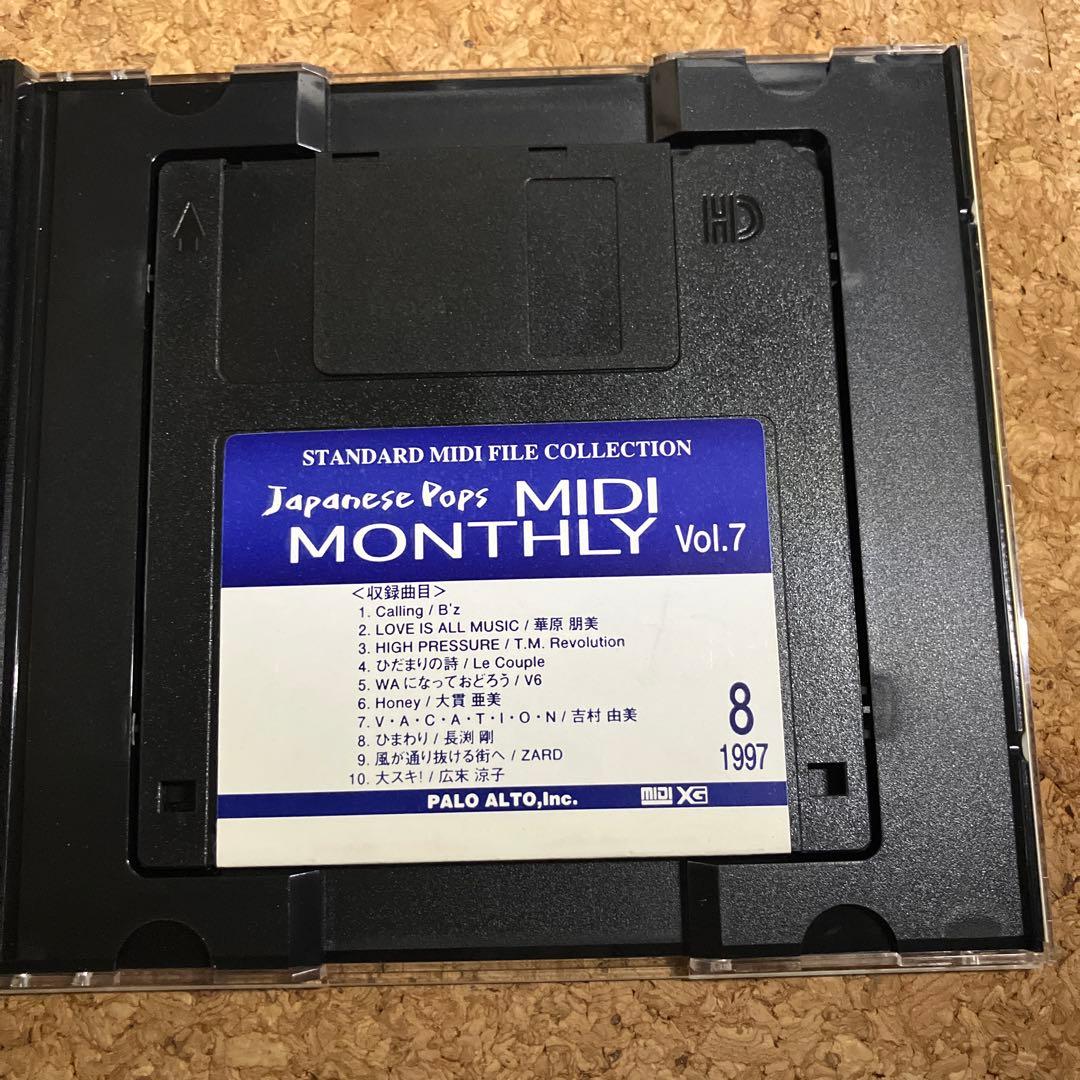 HD
STANDARD MIDI FILE COLLECTION
Japanese Pops MIDI
MONTHLY Vol.7
＜収録曲目＞
1. Calling / B'z
2. LOVE IS ALL MUSIC / 華原 朋美
3. HIGH PRESSURE / T.M. Revolution
4. ひだまりの詩 / Le Couple
5. WAになっておどろう / V6
6. Honey / 大貫 亜美
7. V・A・C・A・T・I・O・N / 吉村 由美
8. ひまわり / 長渕 剛
9. 風が通り抜ける街へ / ZARD
10. 大スキ! / 広末 涼子
8
1997
PALO ALTO,Inc.
MIDI XG